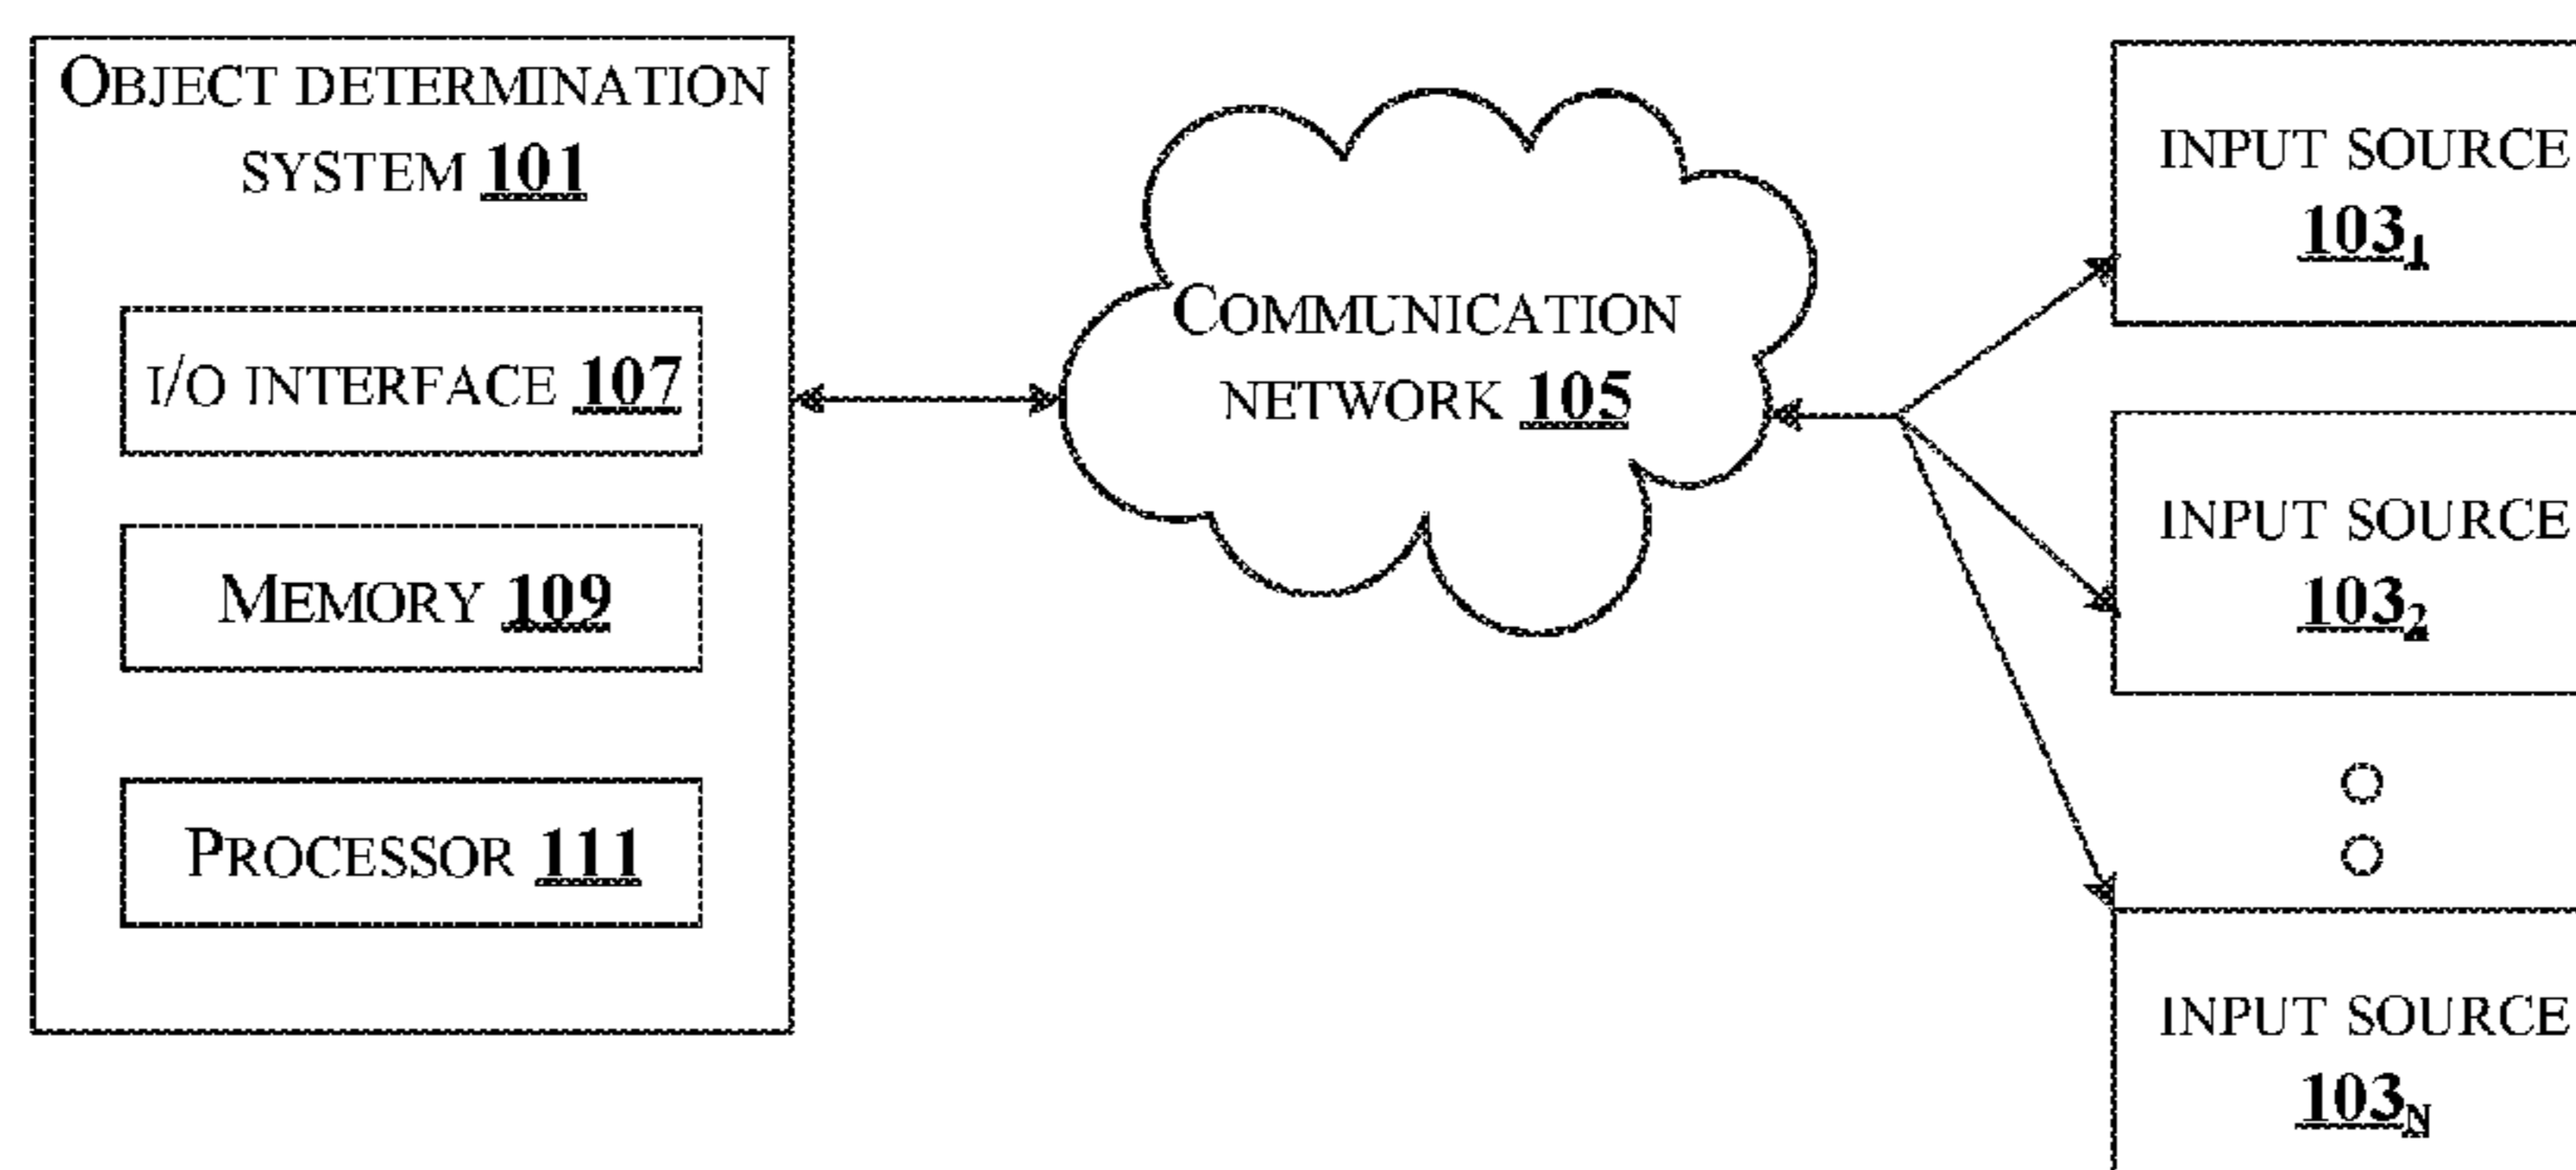 OBJECT DETERMINATION
SYSTEM 101
I/O INTERFACE 107
MEMORY 109
PROCESSOR 111
COMMUNICATION
NETWORK 105
INPUT SOURCE
103₁
INPUT SOURCE
103₂
INPUT SOURCE
103N